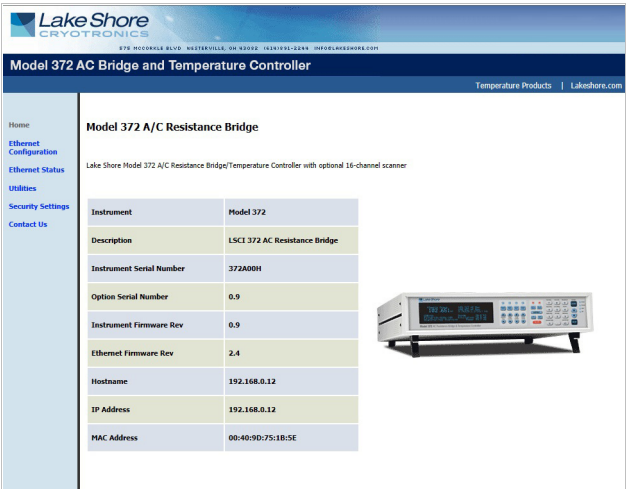 Lake Shore
CRYOTRONICS
575 MCCORKLE BLVD WESTERVILLE, OH 43082 (614)891-2244 INFO@LAKESHORE.COM
Model 372 AC Bridge and Temperature Controller
Temperature Products | Lakeshore.com
Home
Ethernet
Configuration
Ethernet Status
Utilities
Security Settings
Contact Us
Model 372 A/C Resistance Bridge
Lake Shore Model 372 A/C Resistance Bridge/Temperature Controller with optional 16-channel scanner
Instrument Model 372
Description LSCI 372 AC Resistance Bridge
Instrument Serial Number 372A00H
Option Serial Number 0.9
Instrument Firmware Rev 0.9
Ethernet Firmware Rev 2.4
Hostname 192.168.0.12
IP Address 192.168.0.12
MAC Address 00:40:9D:75:1B:5E